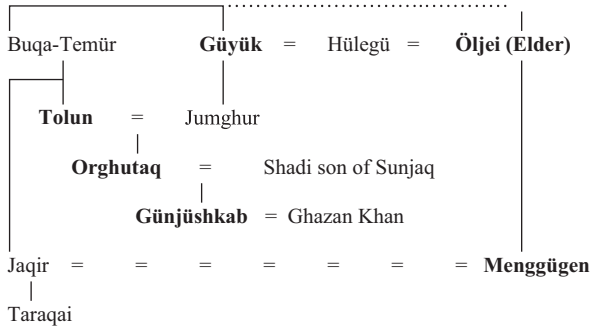 Buqa-Temür Güyük = Hülegü = Öljei (Elder)
Tolun = Jumghur
Orghutaq = Shadi son of Sunjaq
Günjüshkab = Ghazan Khan
Jaqir = = = = = = = Menggügen
Taraqai